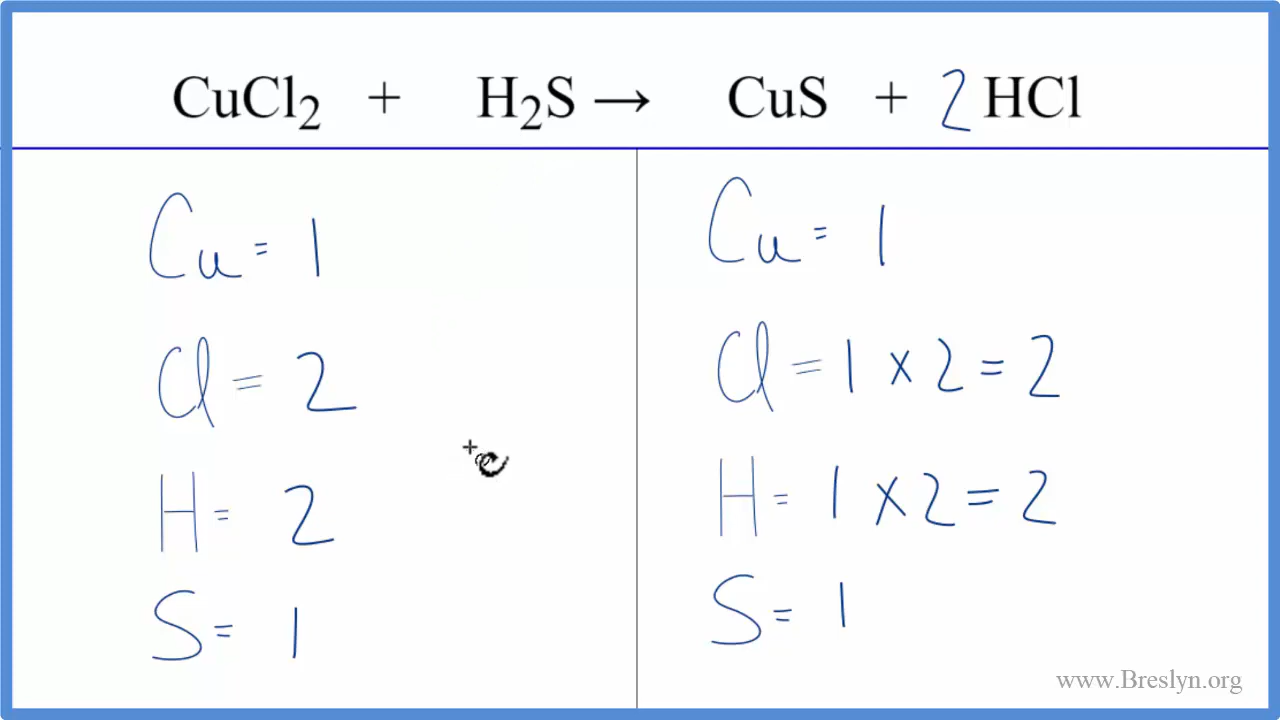 CuCl₂ + H₂S → CuS + 2 HCl
Cu = 1
Cl = 2
H = 2
S = 1
Cu = 1
Cl = 1 x 2 = 2
H = 1 x 2 = 2
S = 1
www.Breslyn.org